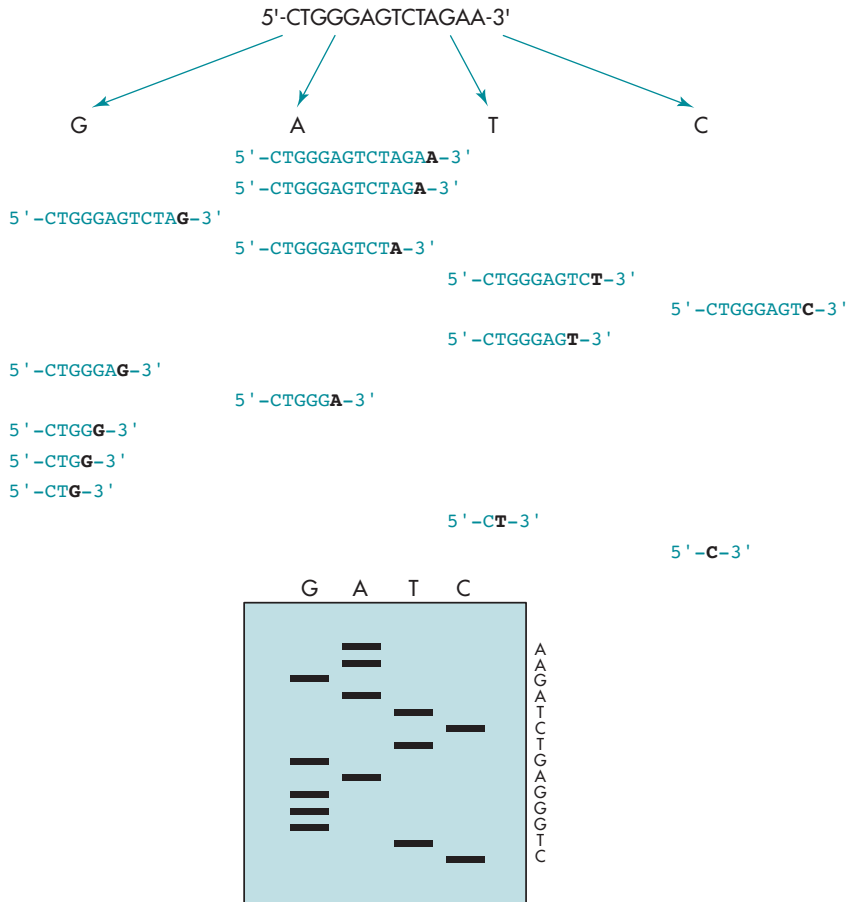 5'-CTGGGAGTCTAGAA-3'
G A T C
5'-CTGGGAGTCTAGAA-3'
5'-CTGGGAGTCTAGA-3'
5'-CTGGGAGTCTAG-3'
5'-CTGGGAGTCTA-3'
5'-CTGGGAGTCT-3'
5'-CTGGGAGTC-3'
5'-CTGGGAGT-3'
5'-CTGGGAG-3'
5'-CTGGGA-3'
5'-CTGGG-3'
5'-CTGG-3'
5'-CTG-3'
5'-CT-3'
5'-C-3'
G A T C
A
A
G
A
T
C
T
G
A
G
G
G
T
C